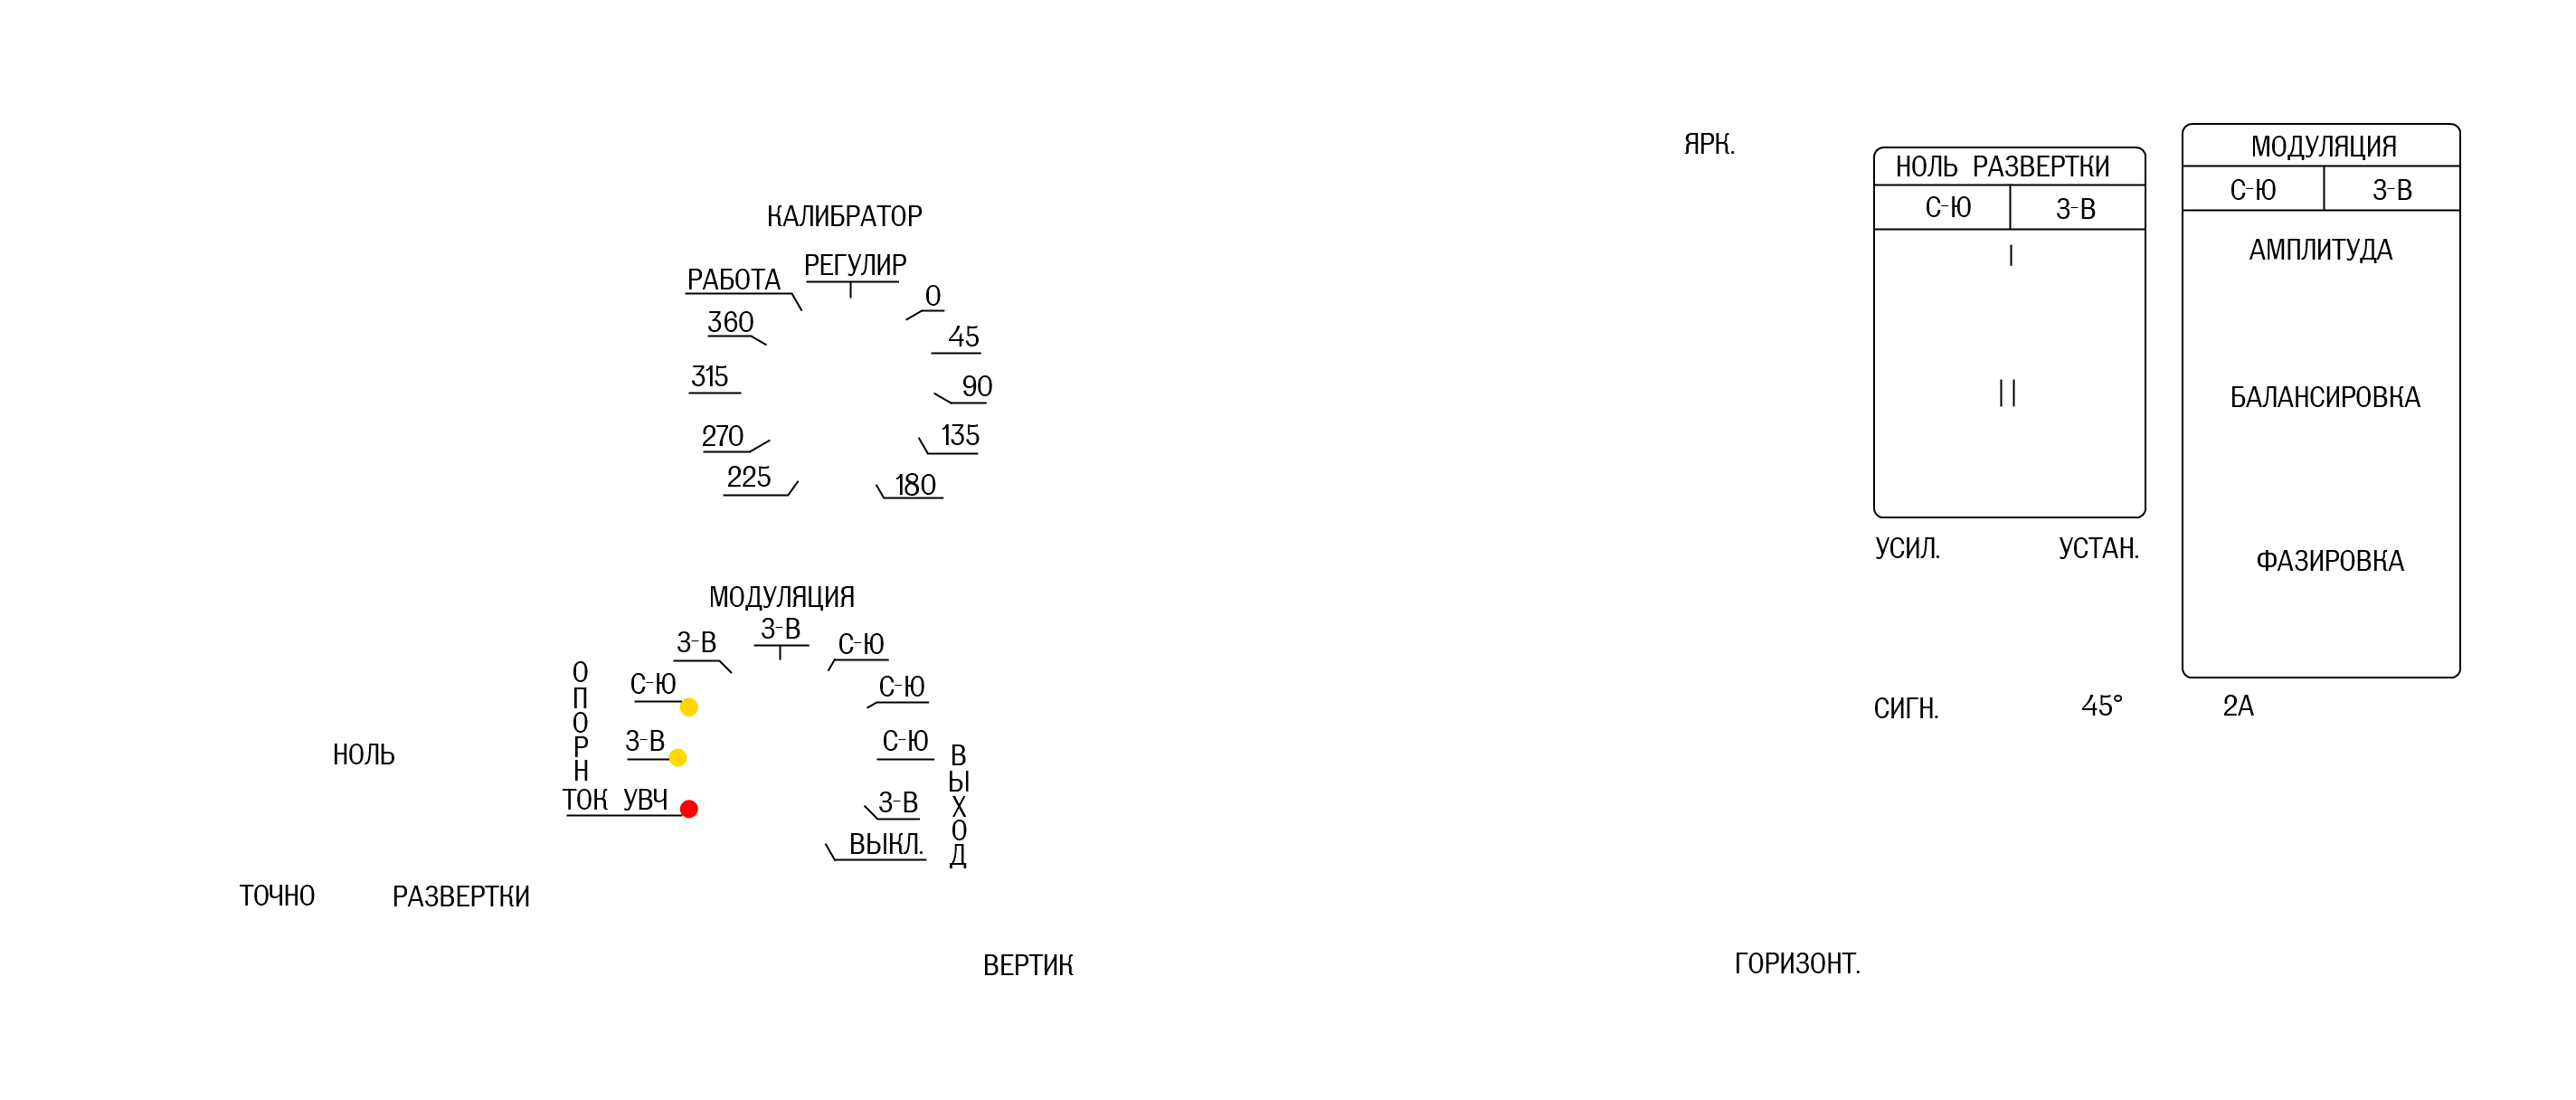 КАЛИБРАТОР
РЕГУЛИР
РАБОТА
0
360
45
315
90
270
135
225
180
МОДУЛЯЦИЯ
З-В
З-В
С-Ю
С-Ю
С-Ю
З-В
С-Ю
ТОК УВЧ
З-В
ВЫКЛ.
ОПОРН
ВЫХОД
НОЛЬ
ТОЧНО
РАЗВЕРТКИ
ВЕРТИК
ЯРК.
НОЛЬ РАЗВЕРТКИ
С-Ю
З-В
I
II
УСИЛ.
УСТАН.
СИГН.
45°
ГОРИЗОНТ.
МОДУЛЯЦИЯ
С-Ю
З-В
АМПЛИТУДА
БАЛАНСИРОВКА
ФАЗИРОВКА
2А